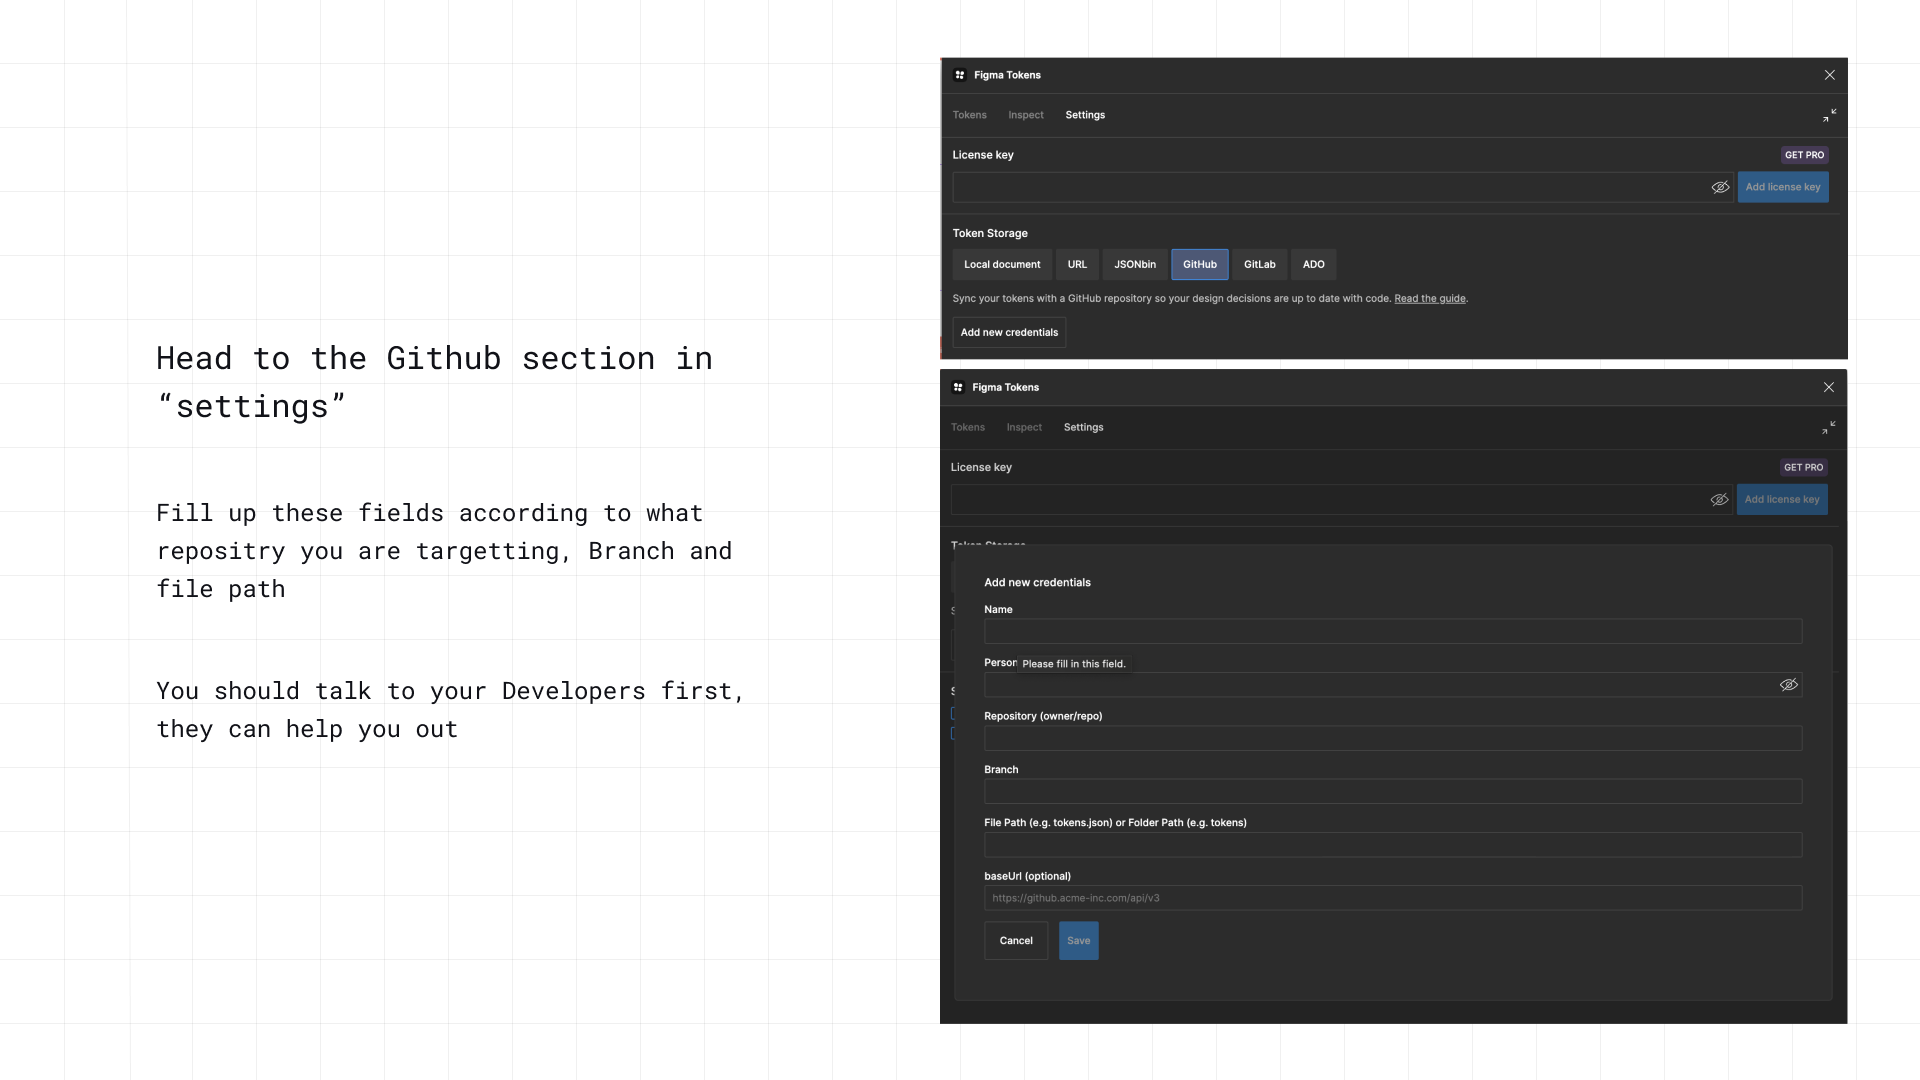 Head to the Github section in
“settings”
Fill up these fields according to what
repositry you are targetting, Branch and
file path
You should talk to your Developers first,
they can help you out
Figma Tokens
Tokens Inspect Settings
License key GET PRO
Add license key
Token Storage
Local document URL JSONbin GitHub GitLab ADO
Sync your tokens with a GitHub repository so your design decisions are up to date with code. Read the guide.
Add new credentials
Figma Tokens
Tokens Inspect Settings
License key GET PRO
Add license key
Token Storage
Add new credentials
Name
Person Please fill in this field.
Repository (owner/repo)
Branch
File Path (e.g. tokens.json) or Folder Path (e.g. tokens)
baseUrl (optional)
https://github.acme-inc.com/api/v3
Cancel Save